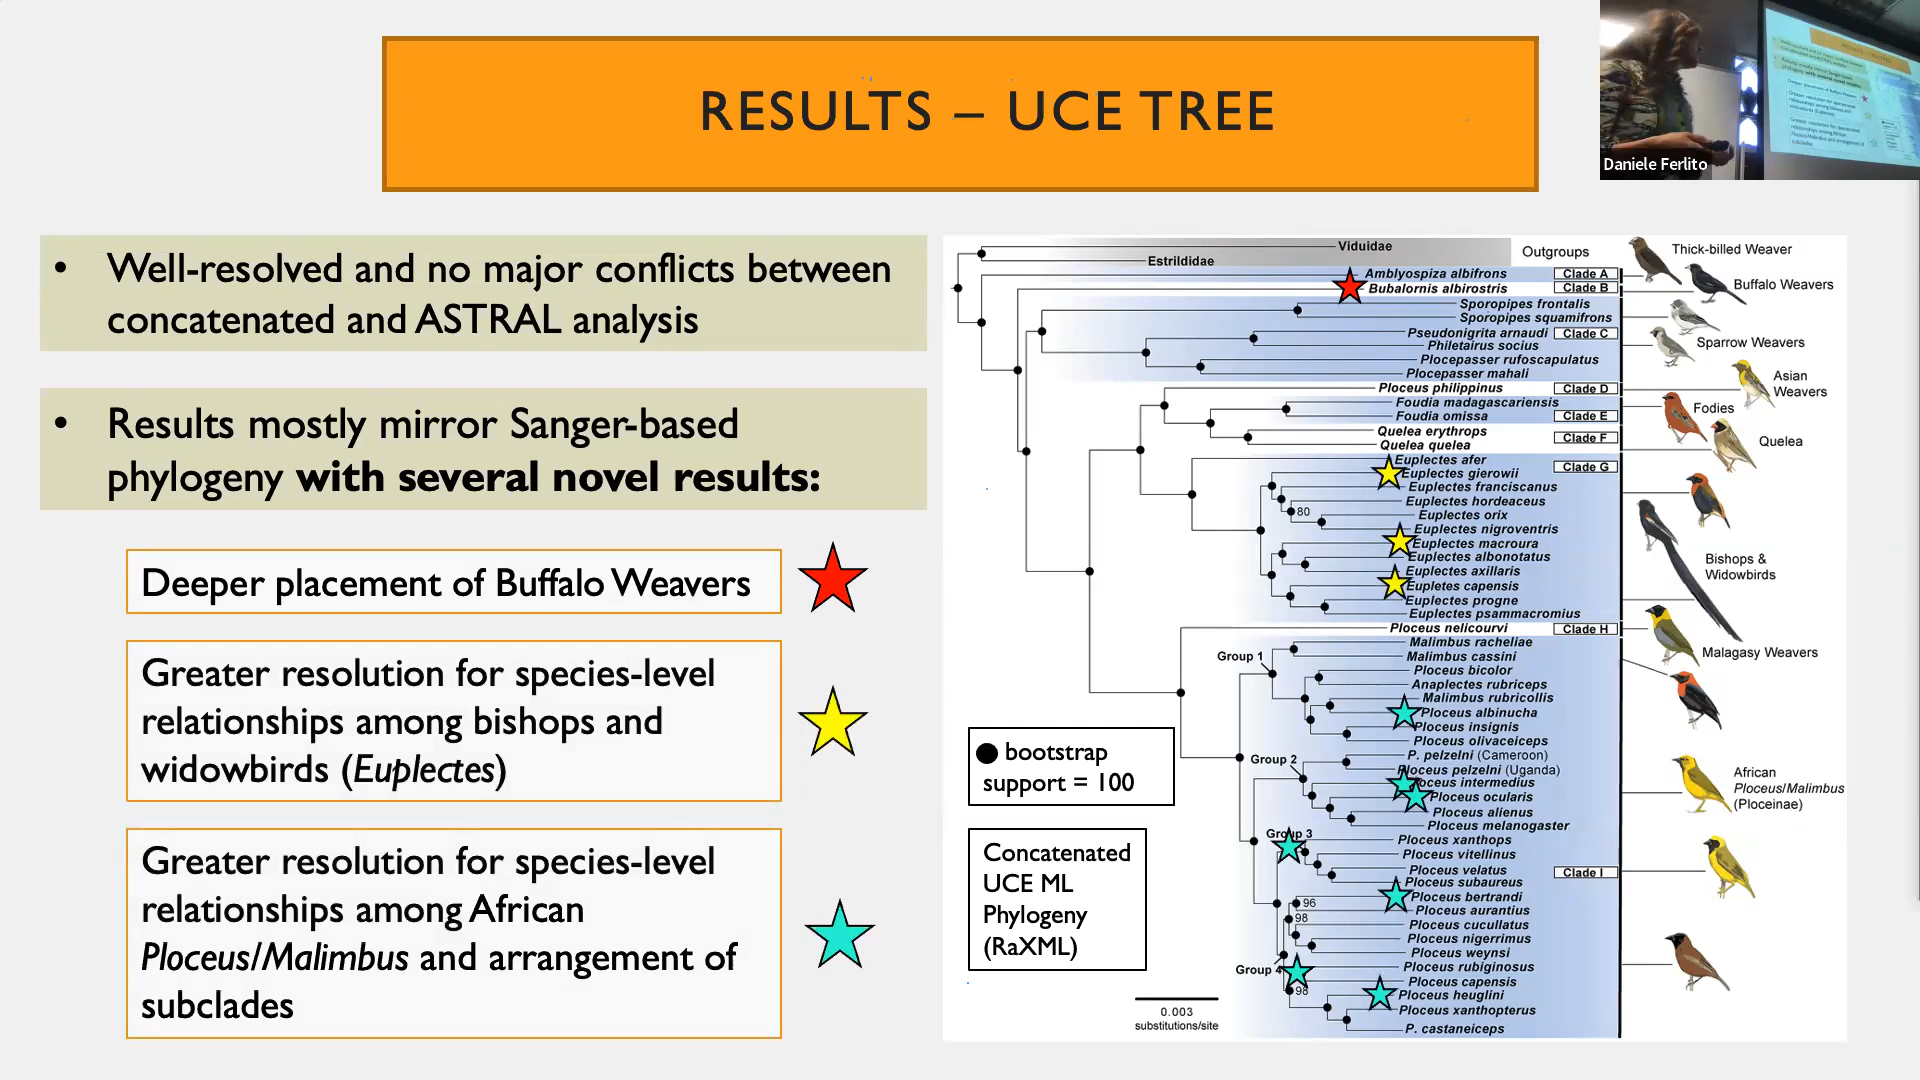 RESULTS – UCE TREE
Daniele Ferlito
• Well-resolved and no major conflicts between
concatenated and ASTRAL analysis
• Results mostly mirror Sanger-based
phylogeny with several novel results:
Deeper placement of Buffalo Weavers
Greater resolution for species-level
relationships among bishops and
widowbirds (Euplectes)
Greater resolution for species-level
relationships among African
Ploceus/Malimbus and arrangement of
subclades
Viduidae
Estrildidae
Outgroups
Amblyospiza albifrons
Clade A
Bubalornis albirostris
Clade B
Sporopipes frontalis
Sporopipes squamifrons
Pseudonigrita arnaudi
Clade C
Philetairus socius
Plocepasser rufoscapulatus
Plocepasser mahali
Ploceus philippinus
Clade D
Foudia madagascariensis
Foudia omissa
Clade E
Quelea erythrops
Clade F
Quelea quelea
Euplectes afer
Clade G
Euplectes gierowii
Euplectes franciscanus
Euplectes hordeaceus
80
Euplectes orix
Euplectes nigroventris
Euplectes macroura
Euplectes albonotatus
Euplectes axillaris
Eupletes capensis
Euplectes progne
Euplectes psammacromius
Ploceus nelicourvi
Clade H
Malimbus racheliae
Group 1
Malimbus cassini
Ploceus bicolor
Anaplectes rubriceps
Malimbus rubricollis
Ploceus albinucha
Ploceus insignis
Ploceus olivaceiceps
P. pelzelni (Cameroon)
Group 2
Ploceus pelzelni (Uganda)
Ploceus intermedius
Ploceus ocularis
Ploceus alienus
Ploceus melanogaster
Group 3
Ploceus xanthops
Ploceus vitellinus
Ploceus velatus
Clade I
Ploceus subaureus
Ploceus bertrandi
96
Ploceus aurantius
98
Ploceus cucullatus
Ploceus nigerrimus
Ploceus weynsi
Ploceus rubiginosus
Group 4
Ploceus capensis
98
Ploceus heuglini
Ploceus xanthopterus
P. castaneiceps
Thick-billed Weaver
Buffalo Weavers
Sparrow Weavers
Asian
Weavers
Fodies
Quelea
Bishops &
Widowbirds
Malagasy Weavers
African
Ploceus/Malimbus
(Ploceinae)
bootstrap
support = 100
Concatenated
UCE ML
Phylogeny
(RaXML)
0.003
substitutions/site